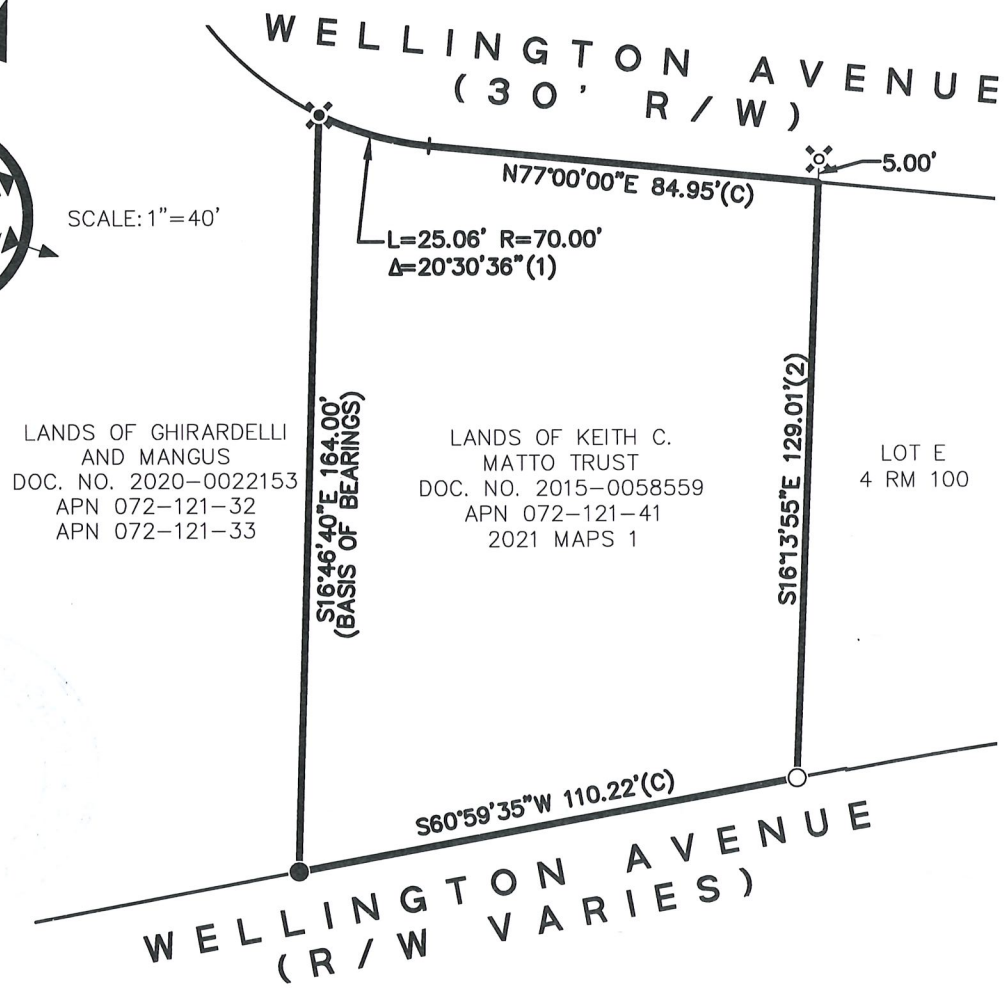 WELLINGTON AVENUE
(30' R/W)
5.00'
N77°00'00"E 84.95'(C)
SCALE: 1"=40'
L=25.06' R=70.00'
Δ=20°30'36"(1)
S16°46'40"E 164.00'
(BASIS OF BEARINGS)
S16°13'55"E 129.01'(2)
LANDS OF GHIRARDELLI
AND MANGUS
DOC. NO. 2020-0022153
APN 072-121-32
APN 072-121-33
LANDS OF KEITH C.
MATTO TRUST
DOC. NO. 2015-0058559
APN 072-121-41
2021 MAPS 1
LOT E
4 RM 100
S60°59'35"W 110.22'(C)
WELLINGTON AVENUE
(R/W VARIES)